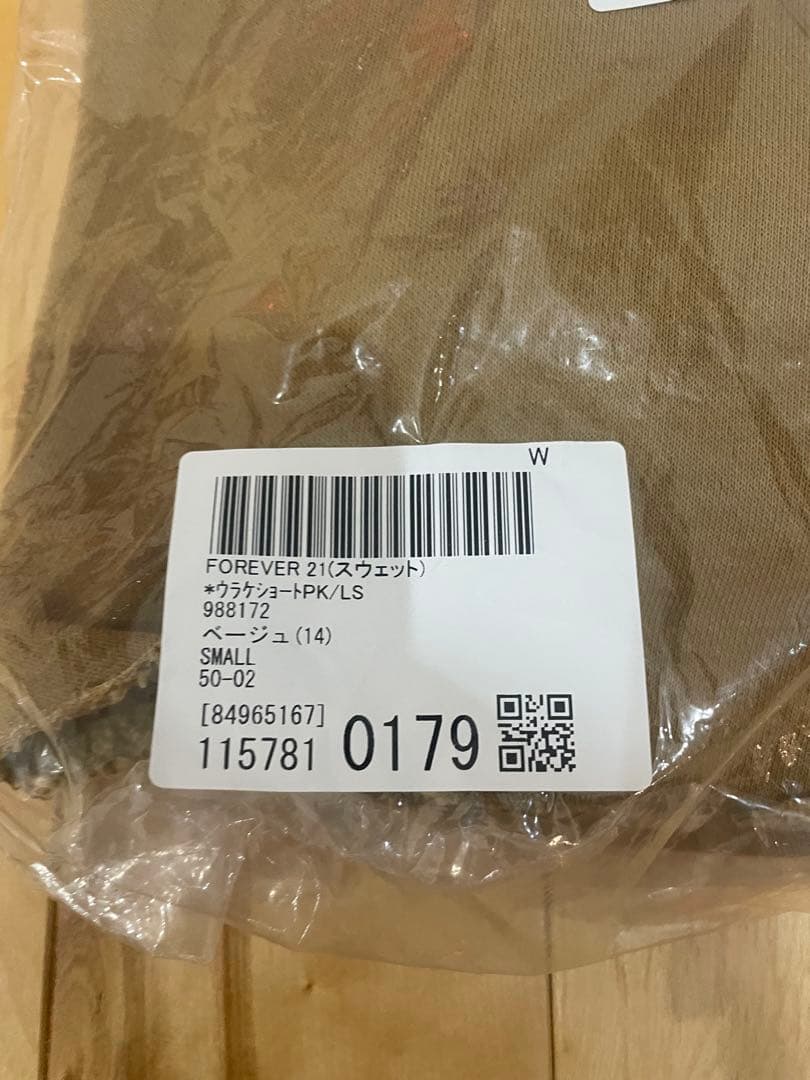 W
FOREVER 21(スウェット)
*ウラケショートPK/LS
988172
ベージュ(14)
SMALL
50-02
[84965167]
115781 0179